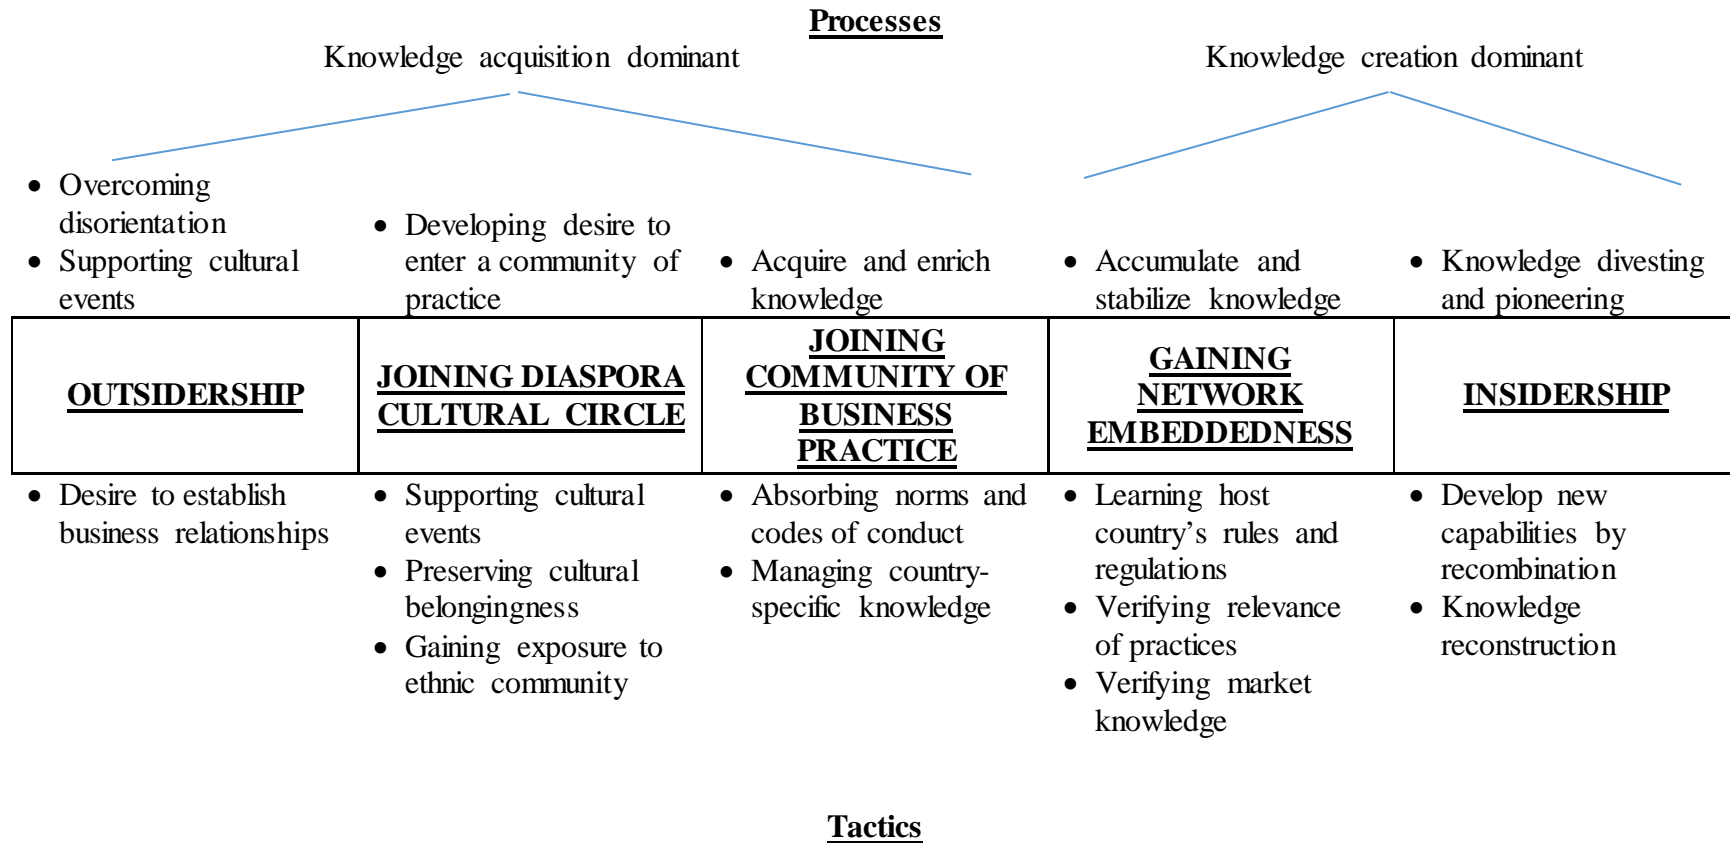 Processes
Knowledge acquisition dominant
Knowledge creation dominant
• Overcoming
disorientation
• Supporting cultural
events
• Developing desire to
enter a community of
practice
• Acquire and enrich
knowledge
• Accumulate and
stabilize knowledge
• Knowledge divesting
and pioneering
OUTSIDERSHIP
JOINING DIASPORA
CULTURAL CIRCLE
JOINING
COMMUNITY OF
BUSINESS
PRACTICE
GAINING
NETWORK
EMBEDDEDNESS
INSIDERSHIP
• Desire to establish
business relationships
• Supporting cultural
events
• Preserving cultural
belongingness
• Gaining exposure to
ethnic community
• Absorbing norms and
codes of conduct
• Managing country-
specific knowledge
• Learning host
country’s rules and
regulations
• Verifying relevance
of practices
• Verifying market
knowledge
• Develop new
capabilities by
recombination
• Knowledge
reconstruction
Tactics